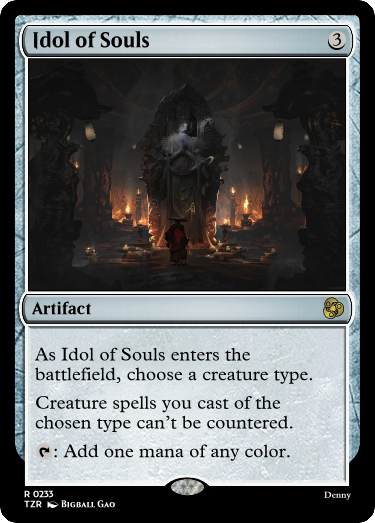 Idol of Souls 3
Artifact
As Idol of Souls enters the
battlefield, choose a creature type.
Creature spells you cast of the
chosen type can't be countered.
: Add one mana of any color.
R 0233
TZR Bigball Gao
Denny